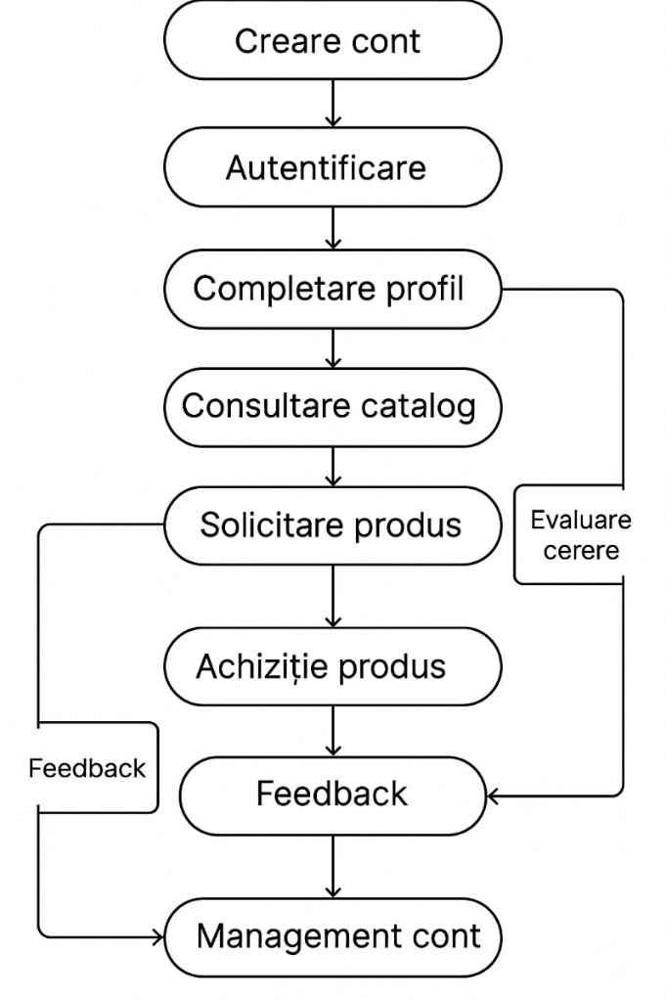 Creare cont
Autentificare
Completare profil
Consultare catalog
Solicitare produs
Evaluare
cerere
Achiziție produs
Feedback
Feedback
Management cont